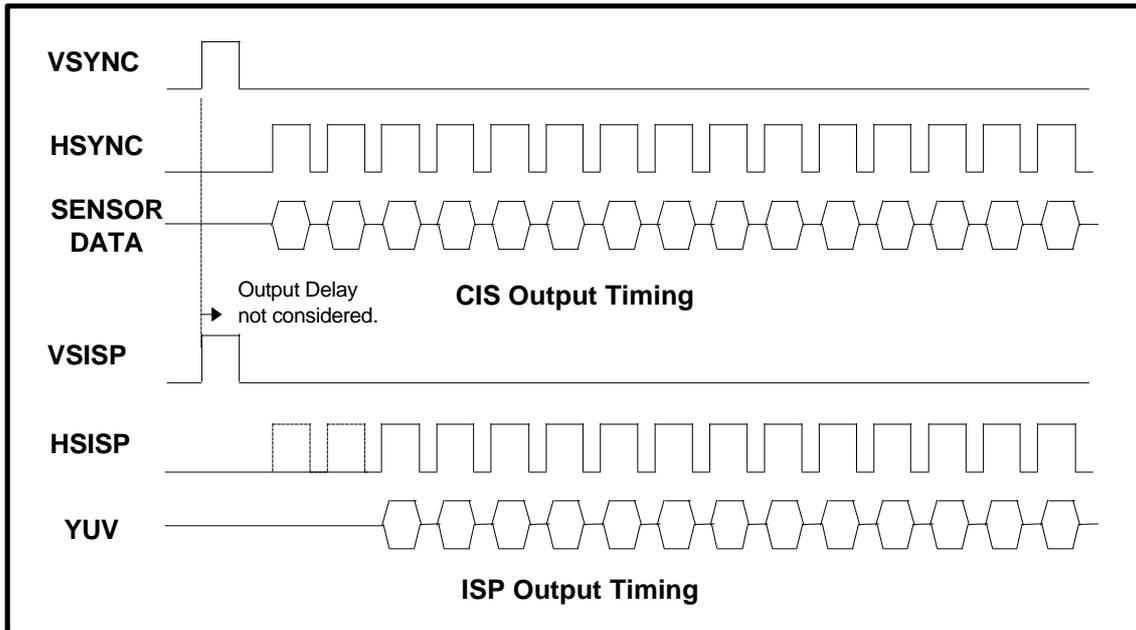 VSYNC
HSYNC
SENSOR
DATA
Output Delay
not considered.
CIS Output Timing
VSISP
HSISP
YUV
ISP Output Timing